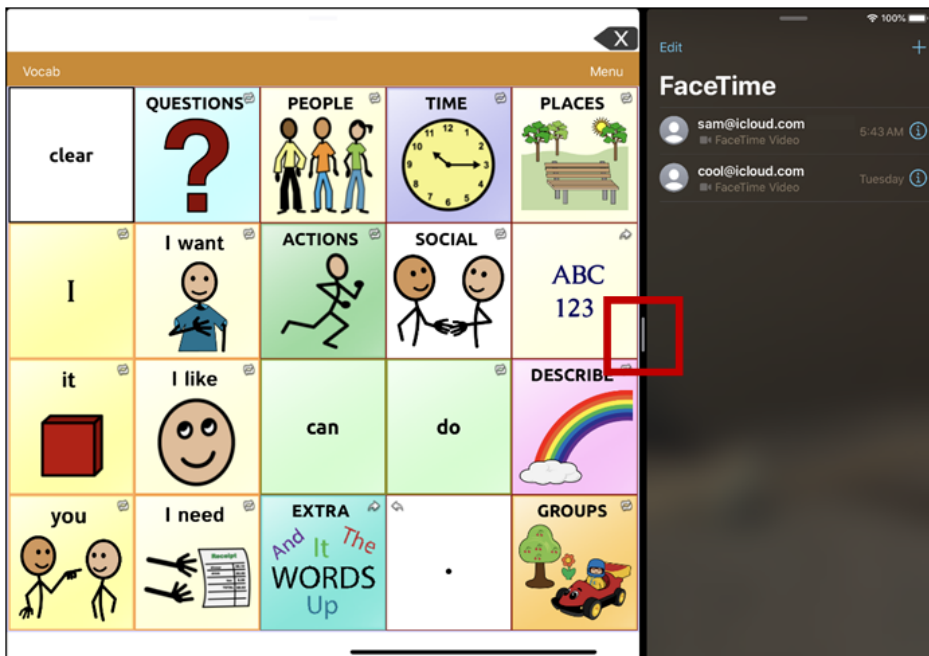 X
100%
Vocab
Menu
clear
QUESTIONS
PEOPLE
TIME
PLACES
I
I want
ACTIONS
SOCIAL
ABC
123
it
I like
can
do
DESCRIBE
you
I need
Receipt
EXTRA
And It The
WORDS
Up
.
GROUPS
Edit
+
FaceTime
sam@icloud.com
FaceTime Video
5:43 AM
cool@icloud.com
FaceTime Video
Tuesday